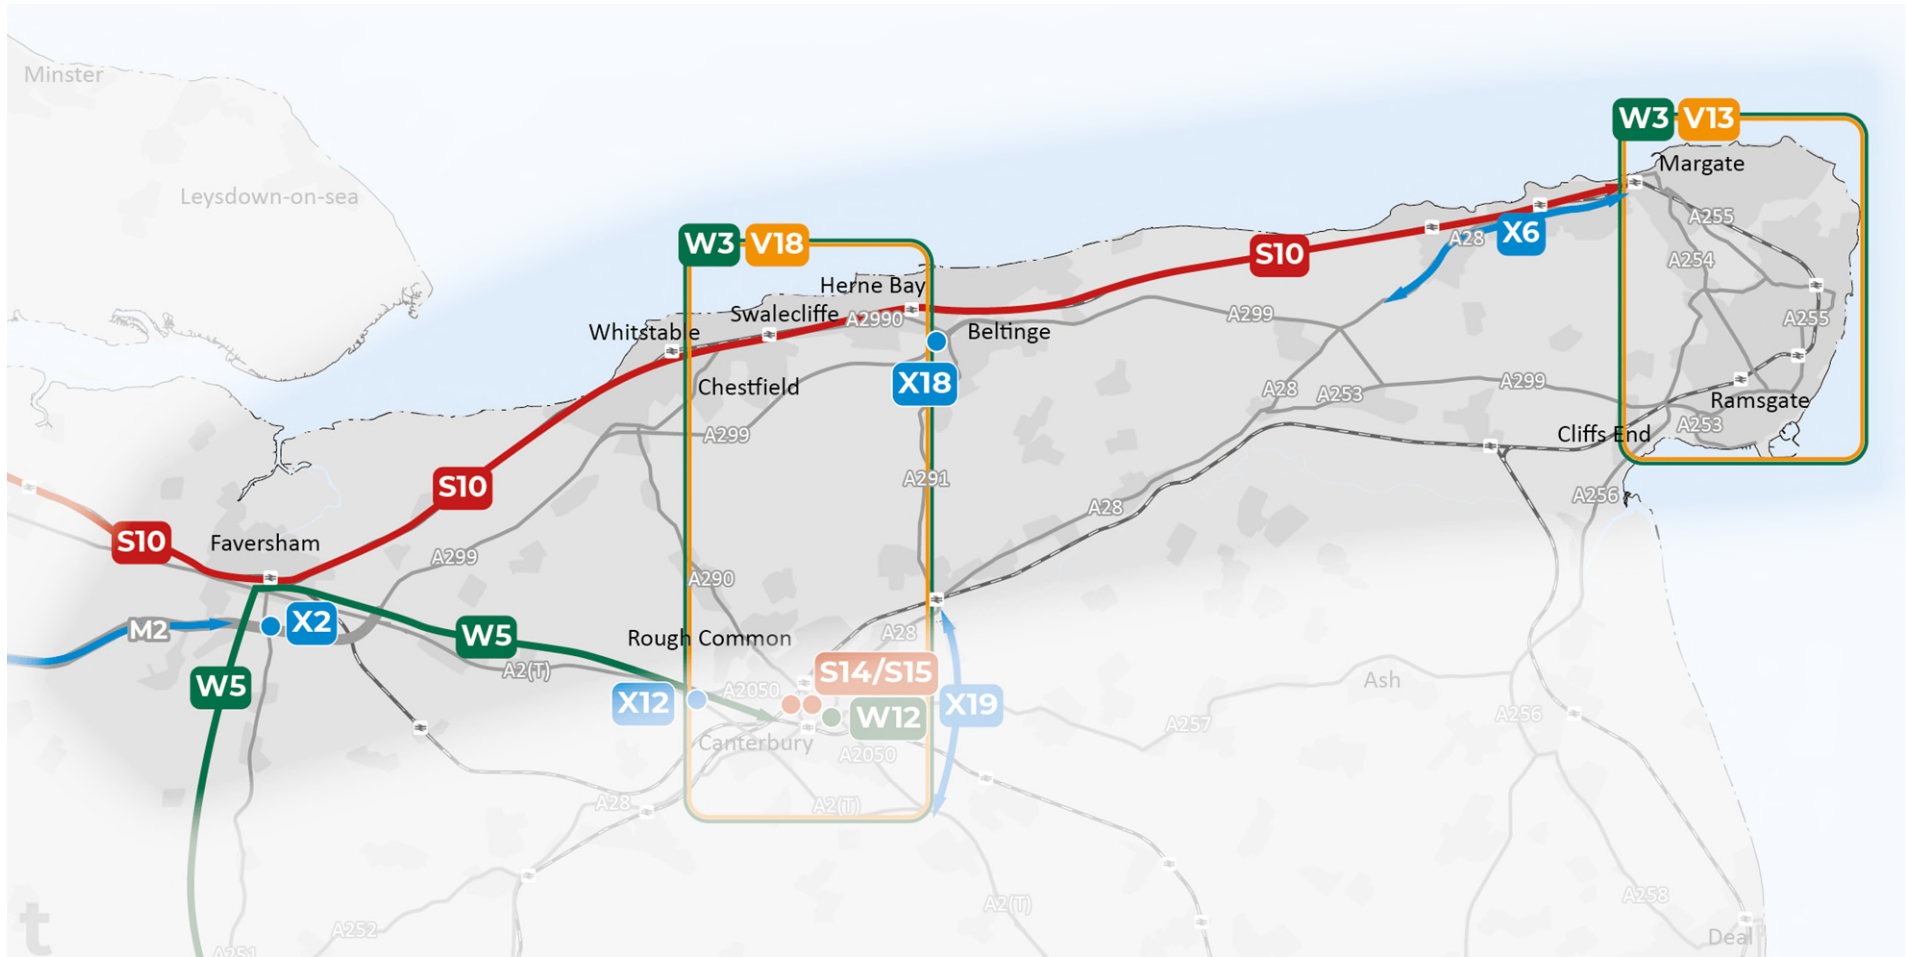 Minster
Leysdown-on-sea
W3 V13
Margate
A255
A254
W3 V18
S10
A28
X6
Herne Bay
Swalecliffe
A2990
Whitstable
Beltinge
A299
A255
X18
Chestfield
A28
A253
A299
Ramsgate
A299
Cliffs End
A253
A291
S10
A28
A256
S10
Faversham
A299
A290
M2
X2
W5
Rough Common
A28
A2(T)
S14/S15
W5
X12
A2050
W12
X19
Ash
A257
A256
Canterbury
A2050
A28
A2(T)
A2(T)
A258
t
A252
Deal
A251